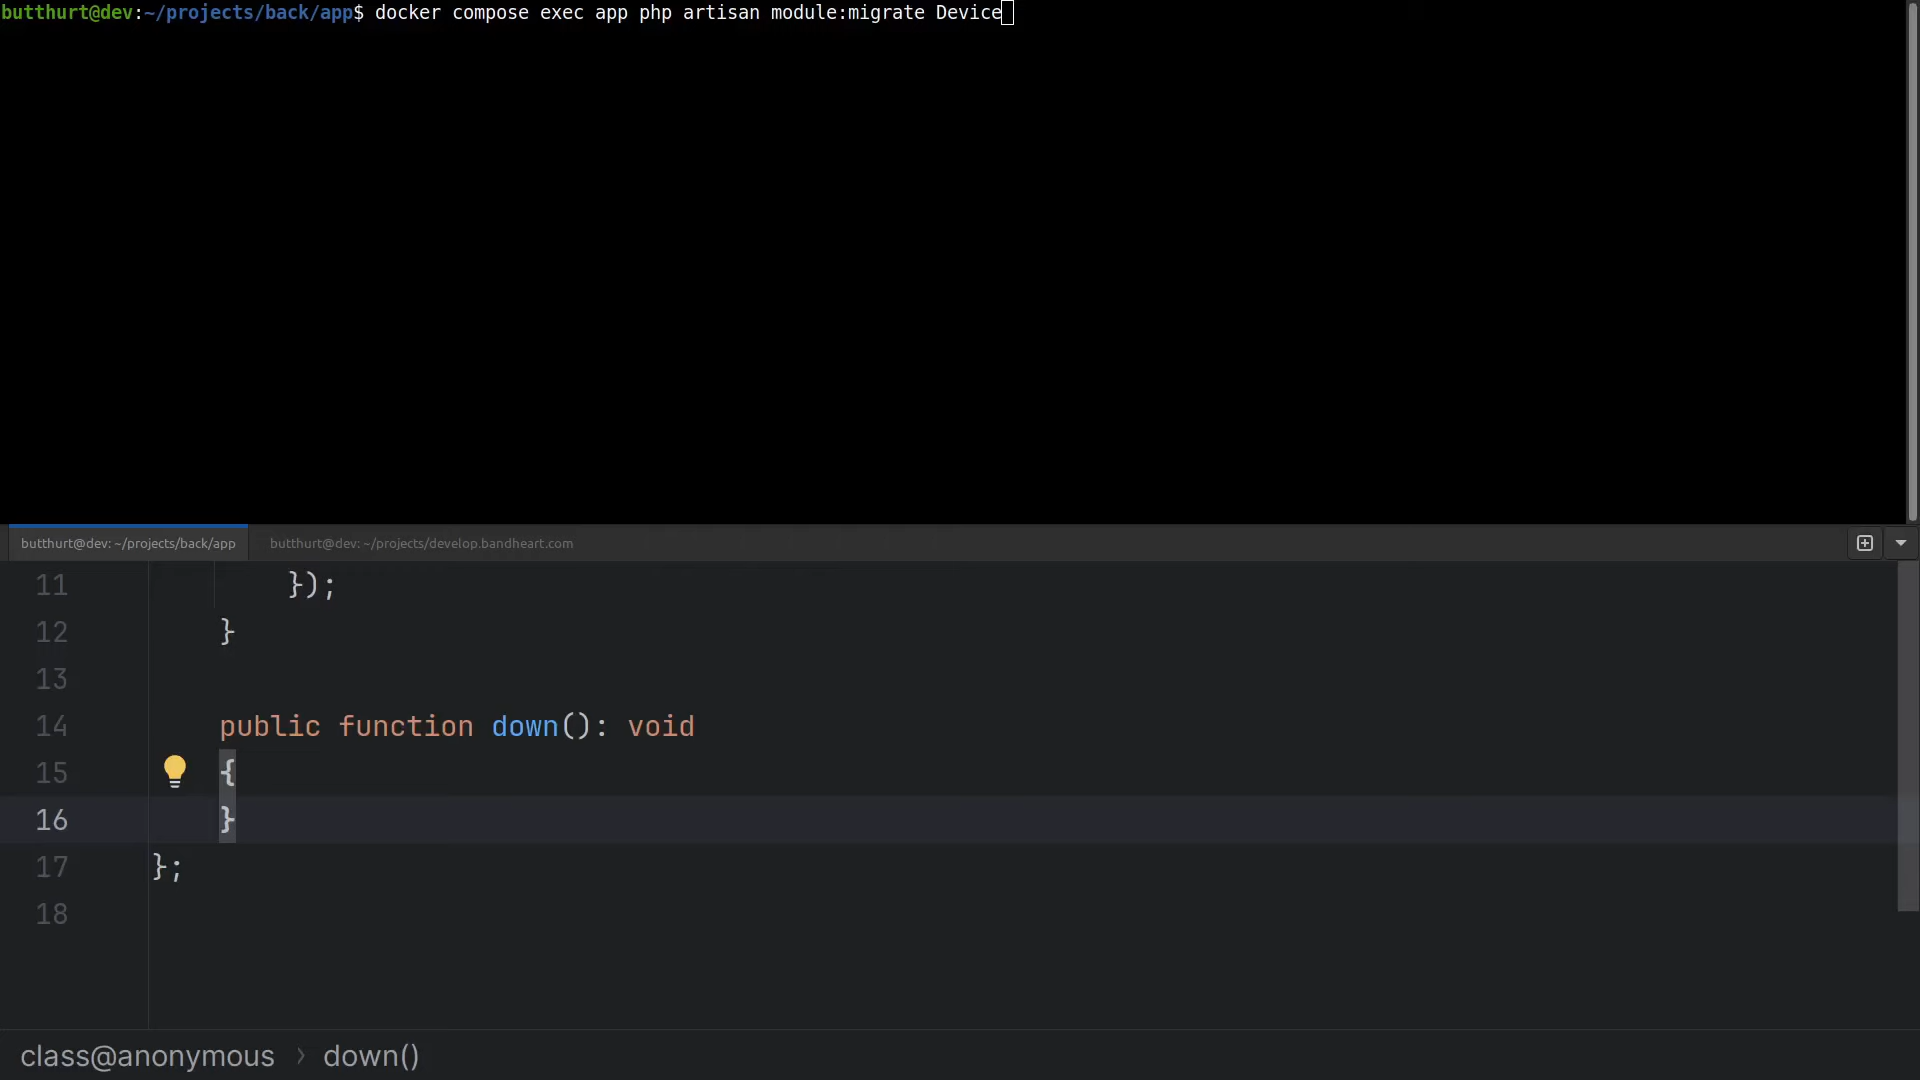 butthurt@dev:~/projects/back/app$ docker compose exec app php artisan module:migrate Device
butthurt@dev: ~/projects/back/app
butthurt@dev: ~/projects/develop.bandheart.com
11 });
12 }
13
14 public function down(): void
15 {
16 }
17 };
18
class@anonymous › down()